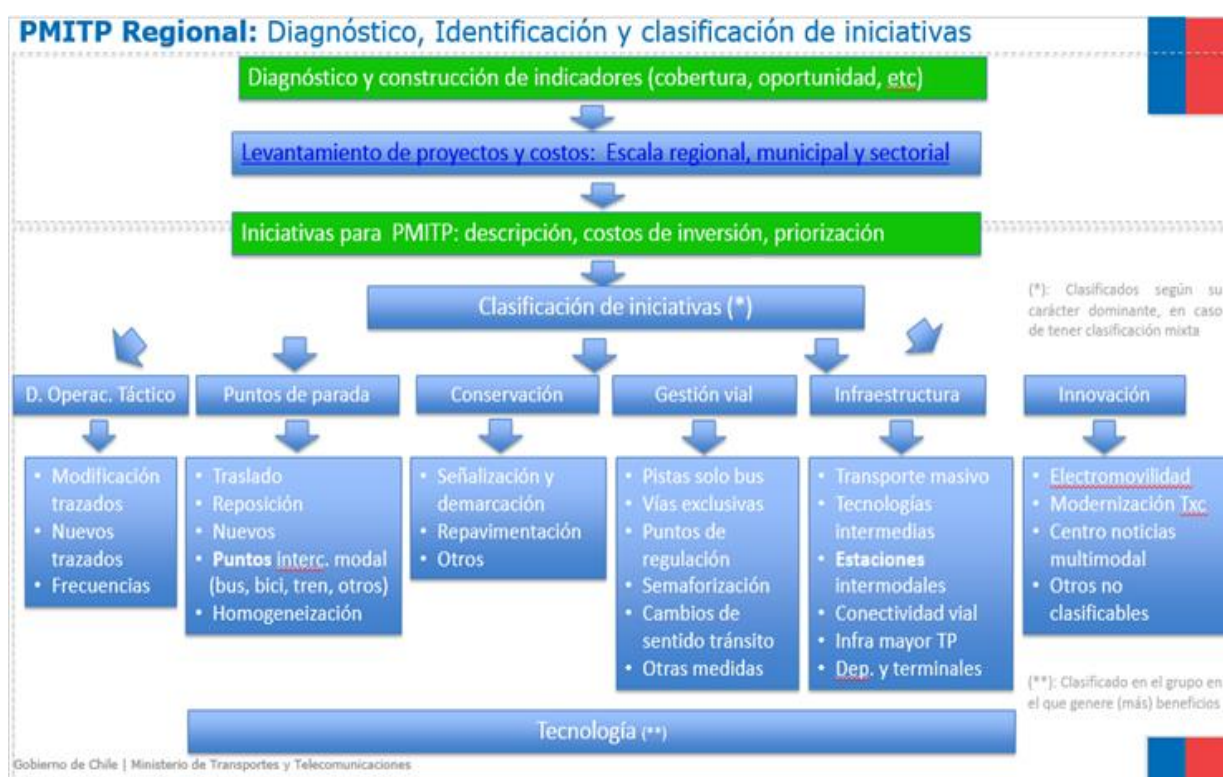 PMITP Regional: Diagnóstico, Identificación y clasificación de iniciativas
Diagnóstico y construcción de indicadores (cobertura, oportunidad, etc)
Levantamiento de proyectos y costos: Escala regional, municipal y sectorial
Iniciativas para PMITP: descripción, costos de inversión, priorización
Clasificación de iniciativas (*)
(*): Clasificados según su
carácter dominante, en caso
de tener clasificación mixta
D. Operac. Táctico
• Modificación
trazados
• Nuevos
trazados
• Frecuencias
Puntos de parada
• Traslado
• Reposición
• Nuevos
• Puntos interc. modal
(bus, bici, tren, otros)
• Homogeneización
Conservación
• Señalización y
demarcación
• Repavimentación
• Otros
Gestión vial
• Pistas solo bus
• Vías exclusivas
• Puntos de
regulación
• Semaforización
• Cambios de
sentido tránsito
• Otras medidas
Infraestructura
• Transporte masivo
• Tecnologías
intermedias
• Estaciones
intermodales
• Conectividad vial
• Infra mayor TP
• Dep. y terminales
Innovación
• Electromovilidad
• Modernización Txc
• Centro noticias
multimodal
• Otros no
clasificables
(**): Clasificado en el grupo en
el que genere (más) beneficios
Tecnología (**)
Gobierno de Chile | Ministerio de Transportes y Telecomunicaciones